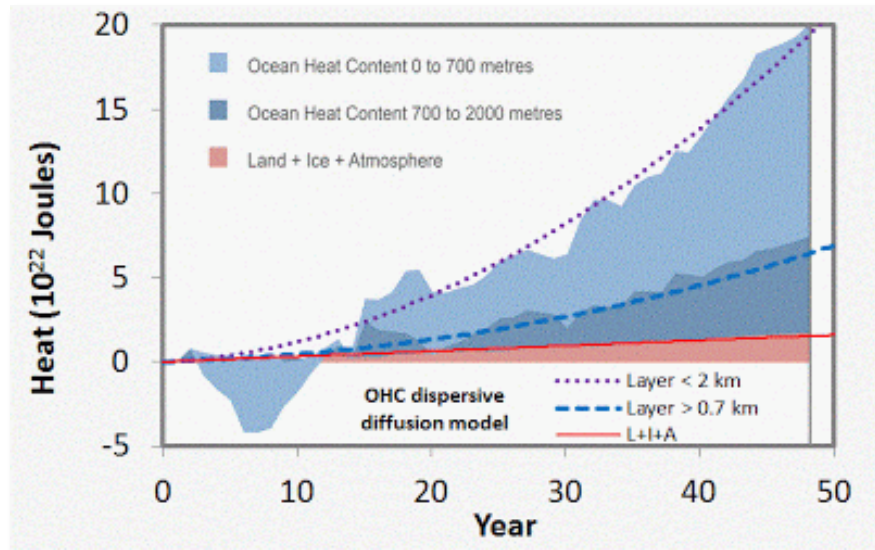 20
15
10
5
0
-5
Heat (10²² Joules)
Ocean Heat Content 0 to 700 metres
Ocean Heat Content 700 to 2000 metres
Land + Ice + Atmosphere
OHC dispersive
diffusion model
Layer < 2 km
Layer > 0.7 km
L+I+A
0 10 20 30 40 50
Year